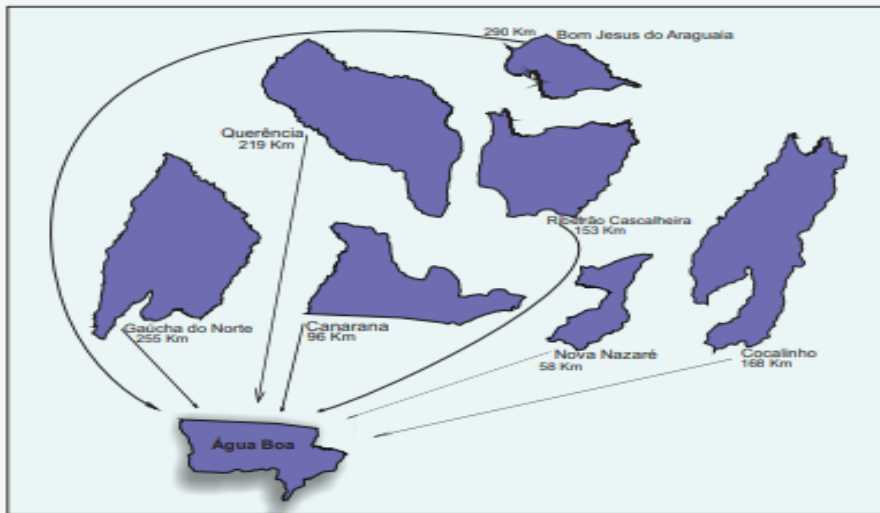 290 Km
Bom Jesus do Araguaia
Querência
219 Km
Ribeirão Cascalheira
153 Km
Gaúcha do Norte
255 Km
Canarana
96 Km
Nova Nazaré
58 Km
Cocalinho
168 Km
Água Boa